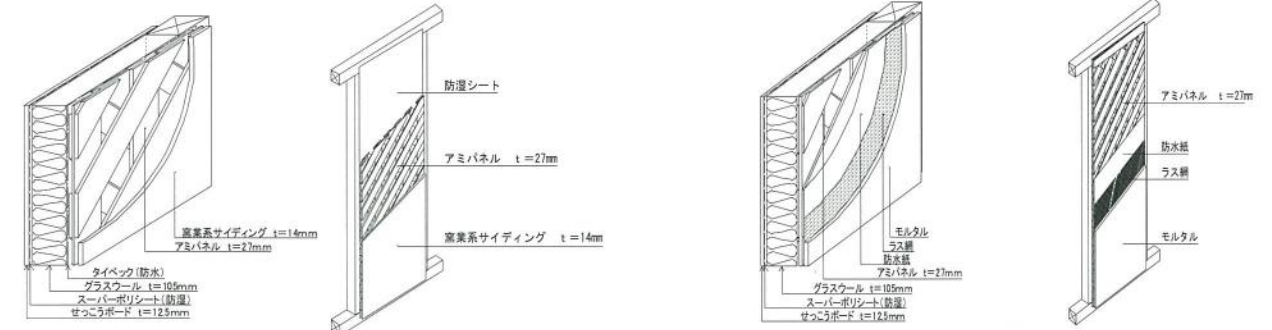 窯業系サイディング t=14mm
アミパネル t=27mm
タイベック(防水)
グラスウール t=105mm
スーパーポリシート(防湿)
せっこうボード t=12.5mm
防湿シート
アミパネル t=27mm
窯業系サイディング t=14mm
モルタル
ラス網
防水紙
アミパネル t=27mm
グラスウール t=105mm
スーパーポリシート(防湿)
せっこうボード t=12.5mm
アミパネル t=27mm
防水紙
ラス網
モルタル